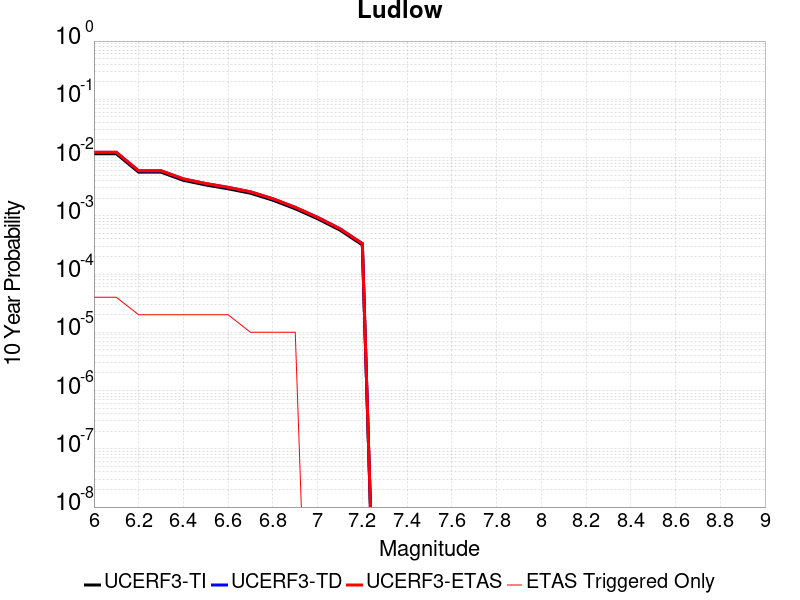 Ludlow
10^0
10^-1
10^-2
10^-3
10^-4
10^-5
10^-6
10^-7
10^-8
10 Year Probability
6 6.2 6.4 6.6 6.8 7 7.2 7.4 7.6 7.8 8 8.2 8.4 8.6 8.8 9
Magnitude
UCERF3-TI UCERF3-TD UCERF3-ETAS ETAS Triggered Only